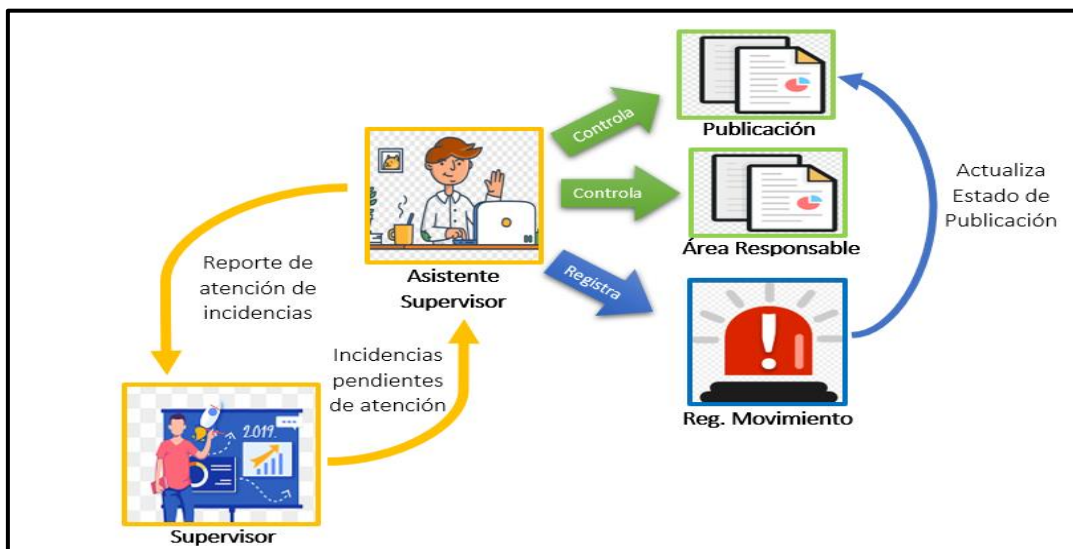 Controla
Publicación
Controla
Área Responsable
Registra
Reg. Movimiento
Actualiza
Estado de
Publicación
Asistente
Supervisor
Reporte de
atención de
incidencias
Incidencias
pendientes
de atención
2019.
Supervisor